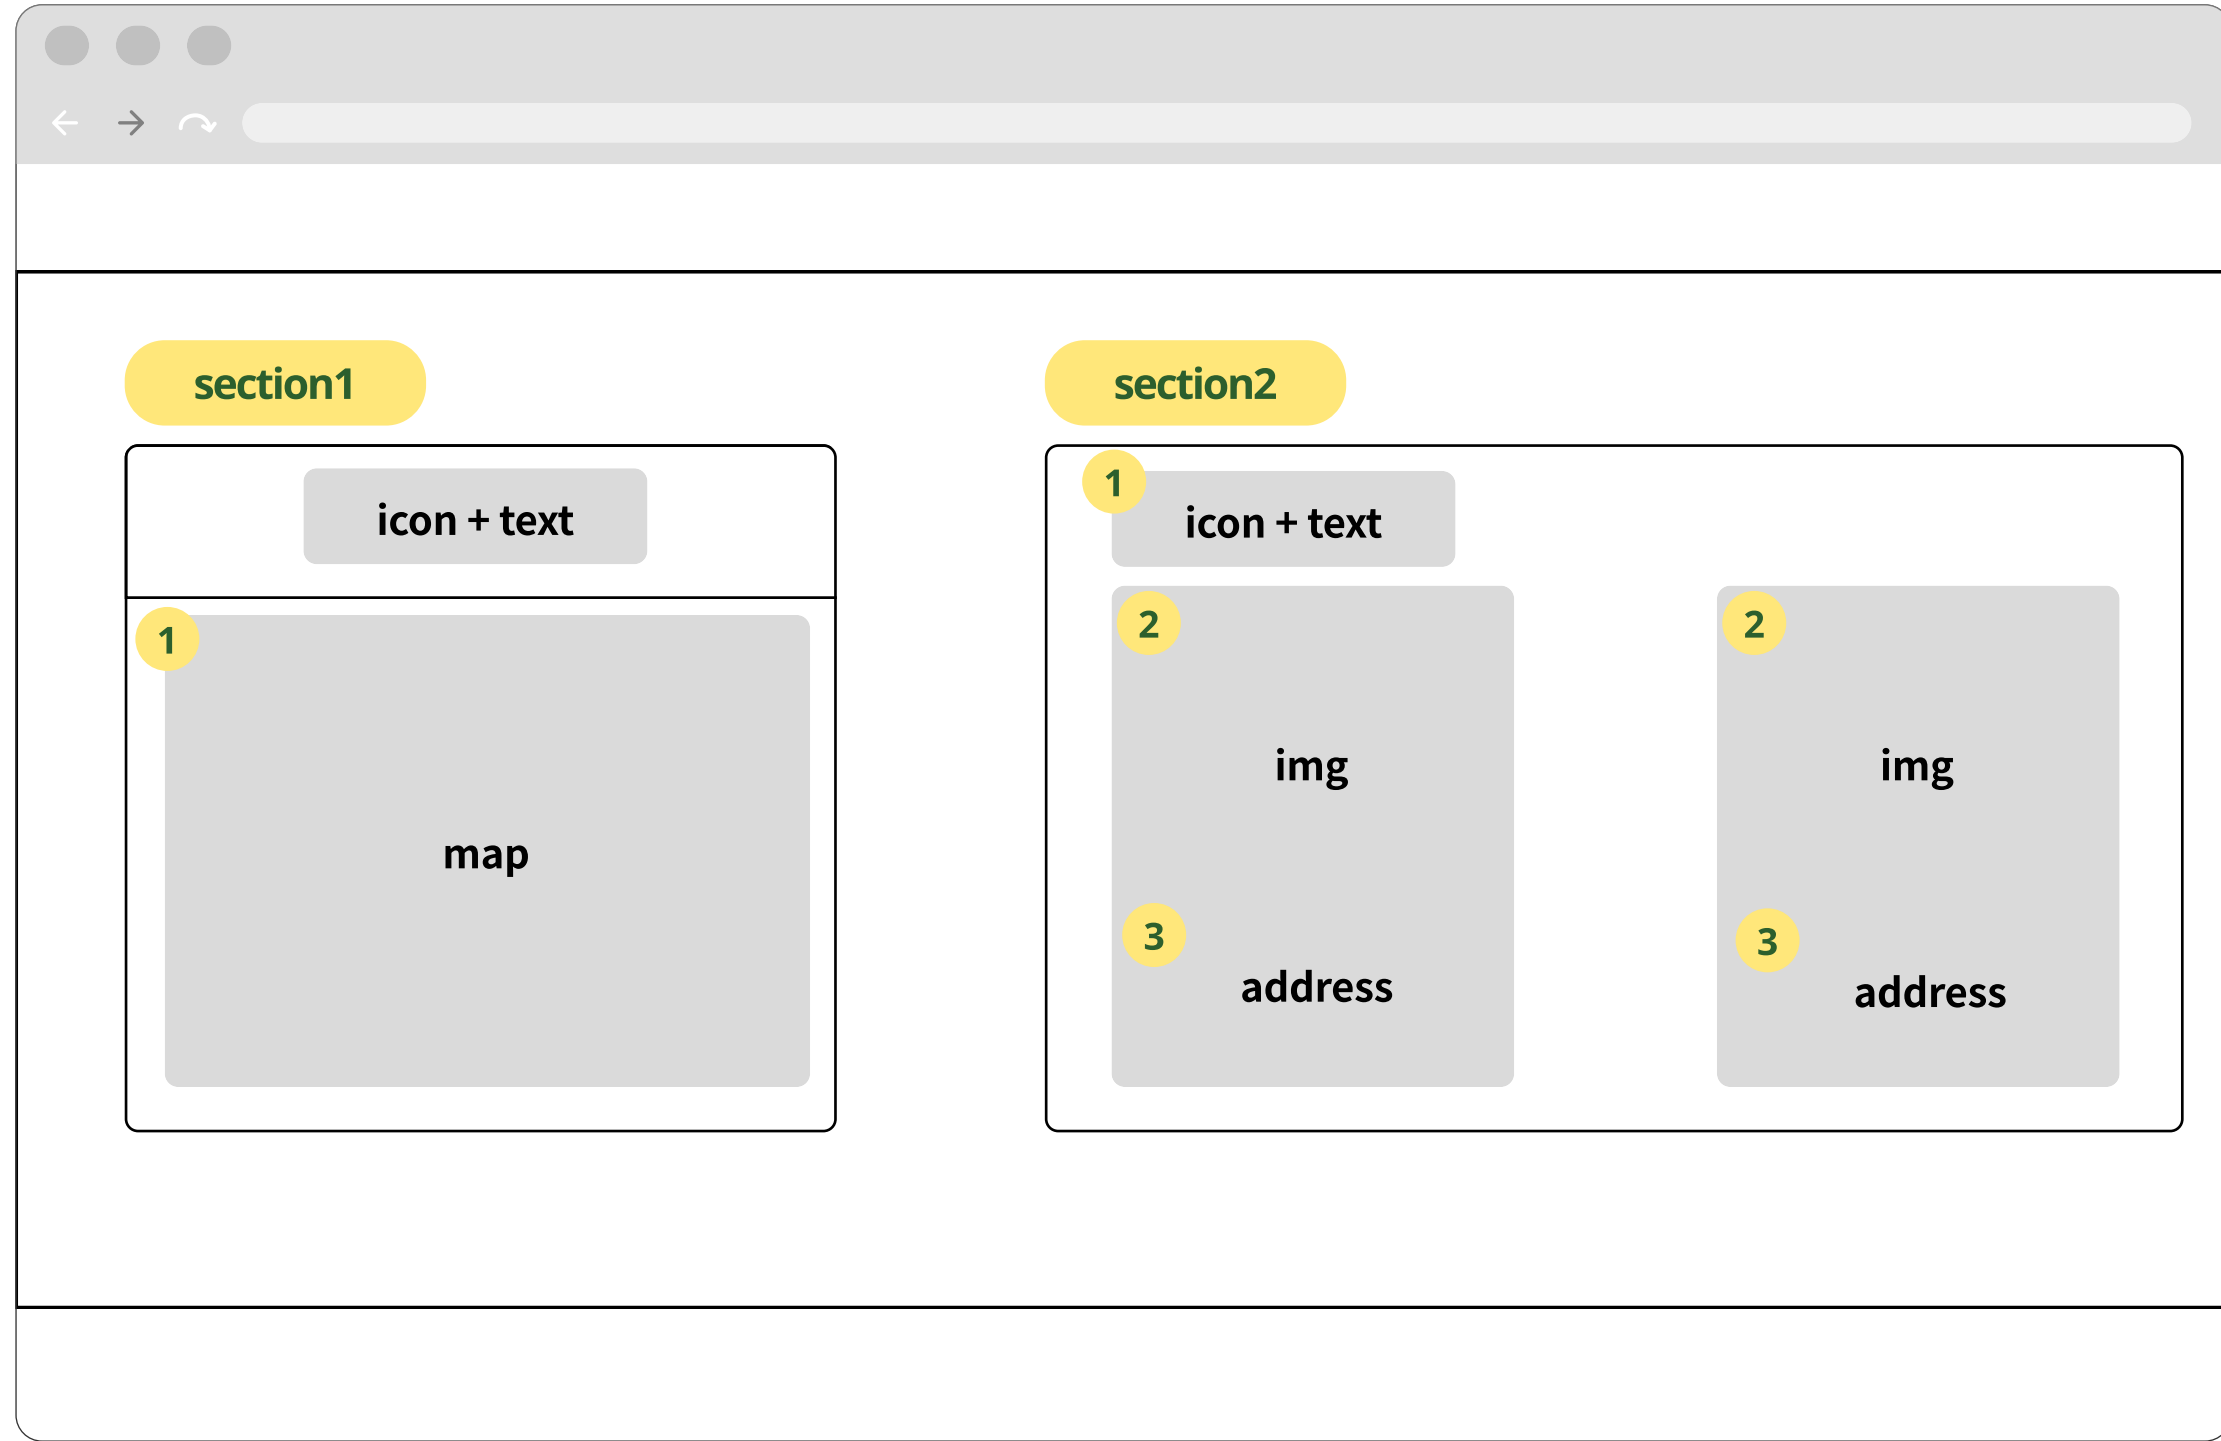 section1
icon + text
1
map
section2
1
icon + text
2
img
3
address
2
img
3
address